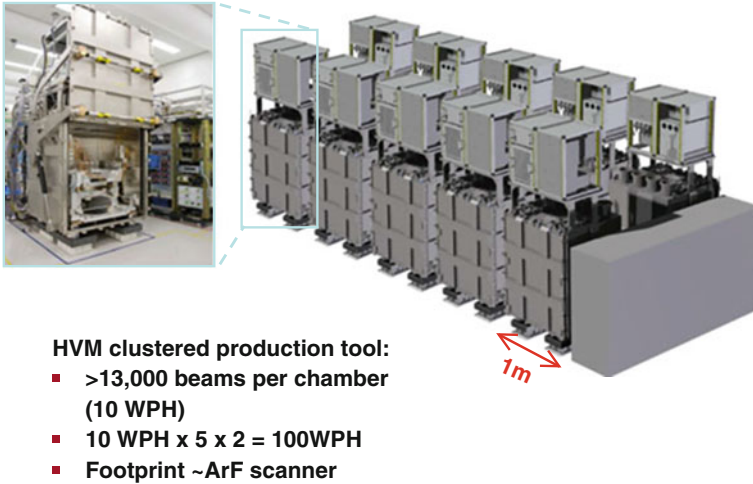 1m
HVM clustered production tool:
▪ >13,000 beams per chamber
(10 WPH)
▪ 10 WPH x 5 x 2 = 100WPH
▪ Footprint ~ArF scanner